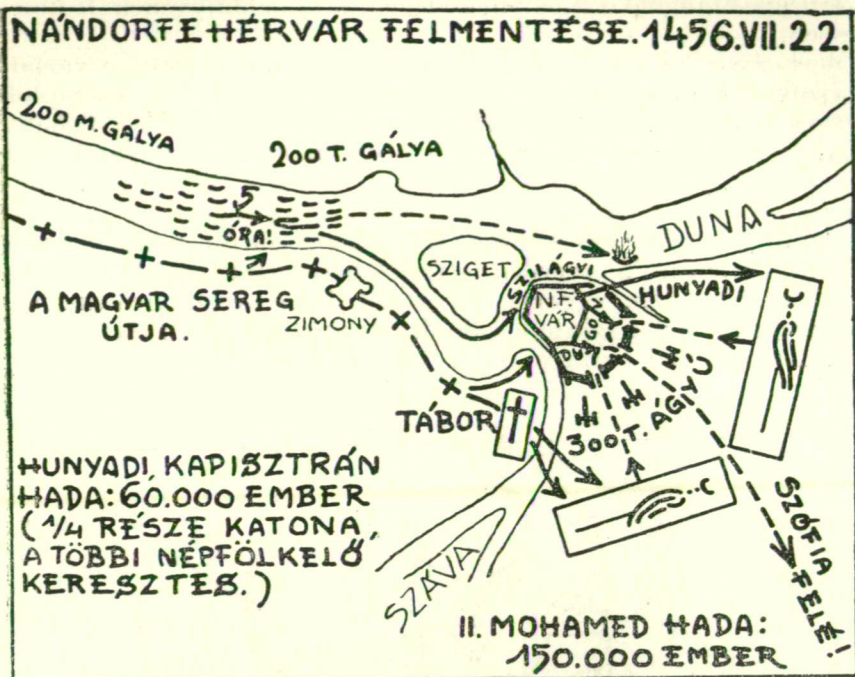 NÁNDORFEHÉRVÁR FELMENTÉSE.1456.VII.22.
200 M. GÁLYA
200 T. GÁLYA
5
ÓRA!
DUNA
SZIGET
SZILÁGYI
N.F.
VÁR
HUNYADI
A MAGYAR SEREG
ÚTJA.
ZIMONY
TÁBOR
300 T. ÁGYÚ
HUNYADI, KAPISZTRÁN
HADA: 60.000 EMBER
(1/4 RÉSZE KATONA,
A TÖBBI NÉPFÖLKELŐ
KERESZTES.)
SZÁVA
SZÓFIA
FELÉ!
II. MOHAMED HADA:
150.000 EMBER